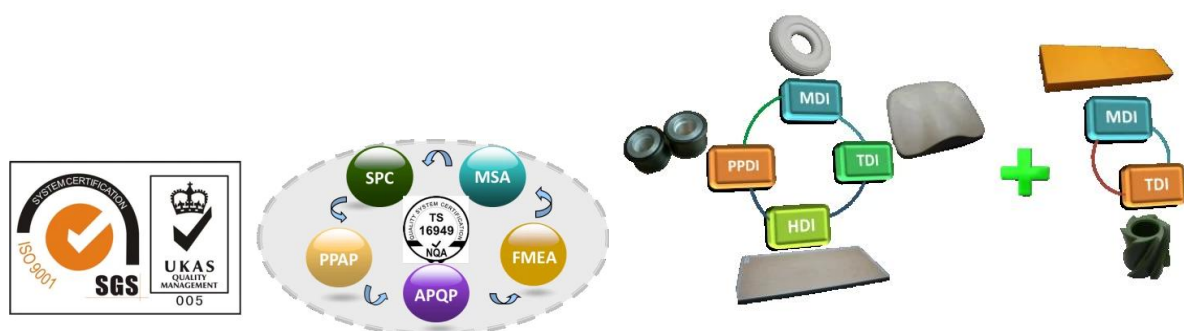 SYSTEM CERTIFICATION
ISO 9001
SGS
UKAS
QUALITY
MANAGEMENT
005
SPC
MSA
PPAP
FMEA
APQP
QUALITY SYSTEM CERTIFICATION
TS
16949
NQA
MDI
PPDI
TDI
HDI
MDI
TDI